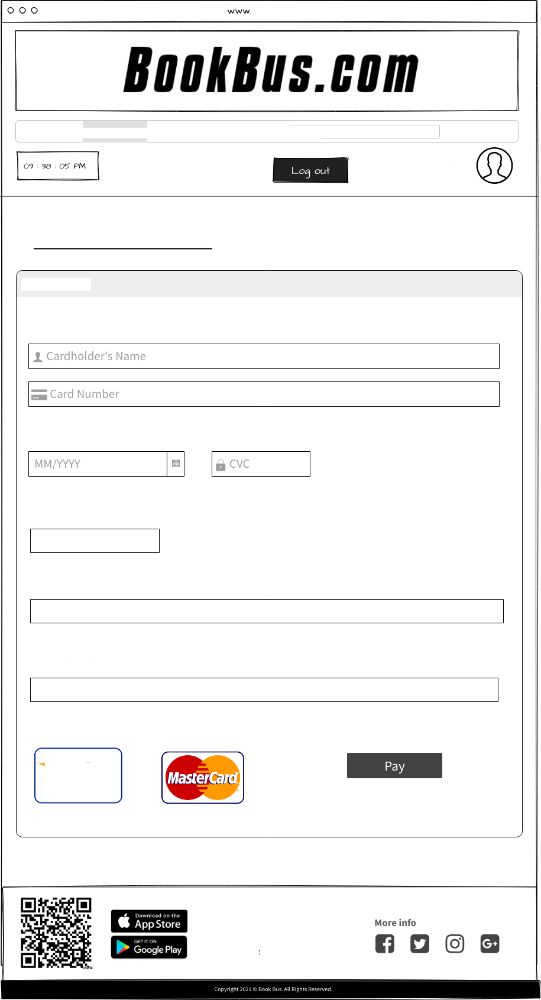 www.
BookBus.com
09 : 38 : 05 PM
Log out
Cardholder's Name
Card Number
MM/YYYY
CVC
MasterCard
Pay
Download on the
App Store
GET IT ON
Google Play
:
More info
Copyright 2021 © Book Bus. All Rights Reserved.